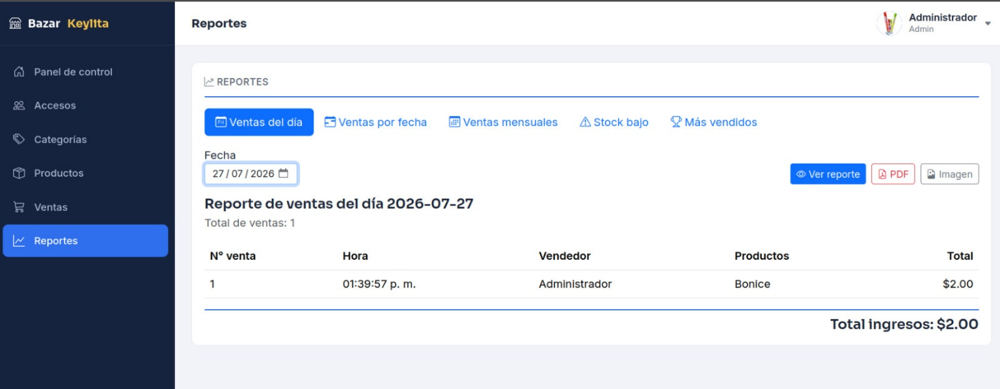 Bazar Keylita
Reportes
Administrador
Admin
Panel de control
Accesos
Categorías
Productos
Ventas
Reportes
REPORTES
Ventas del día Ventas por fecha Ventas mensuales Stock bajo Más vendidos
Fecha
27/07/2026
Ver reporte PDF Imagen
Reporte de ventas del día 2026-07-27
Total de ventas: 1
N° venta Hora Vendedor Productos Total
1 01:39:57 p. m. Administrador Bonice $2.00
Total ingresos: $2.00